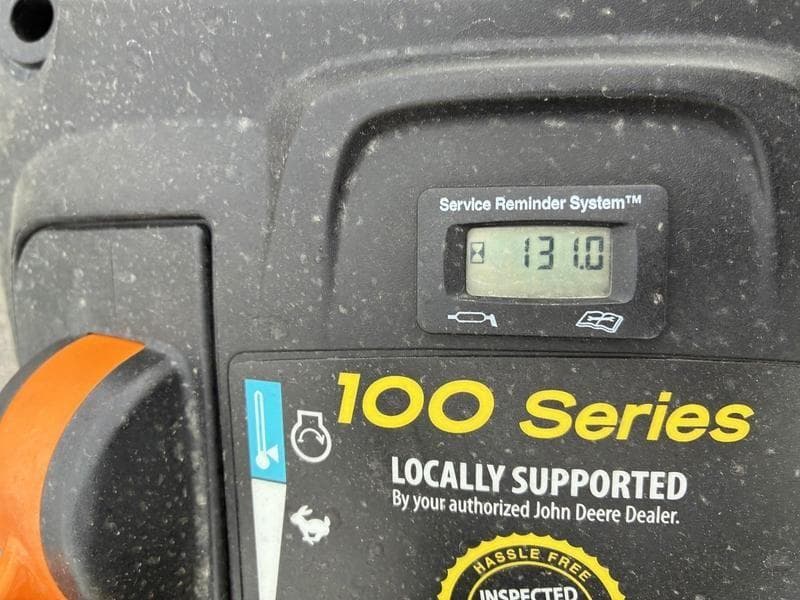 Service Reminder System™
131.0
100 Series
LOCALLY SUPPORTED
By your authorized John Deere Dealer.
HASSLE FREE
INSPECTED